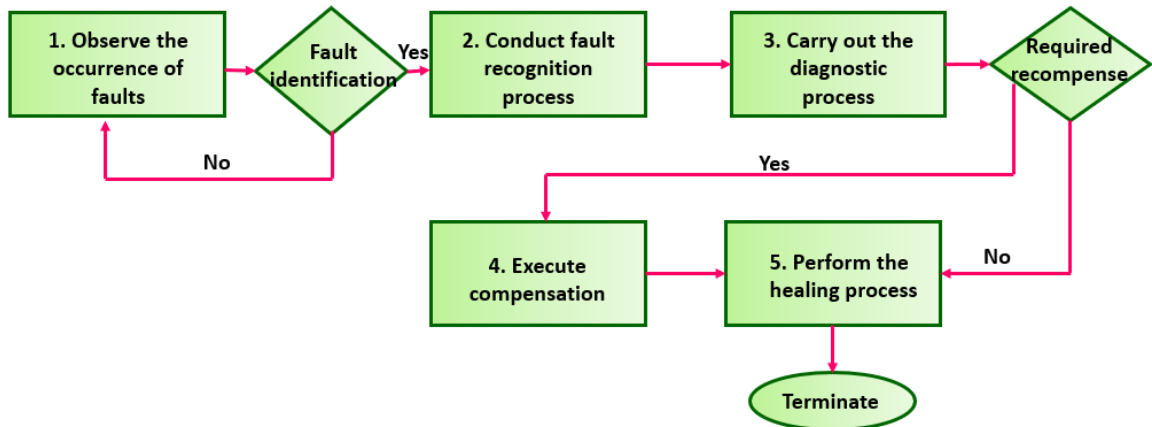 1. Observe the
occurrence of
faults
Fault
identification
Yes
2. Conduct fault
recognition
process
3. Carry out the
diagnostic
process
Required
recompense
No
Yes
4. Execute
compensation
5. Perform the
healing process
No
Terminate